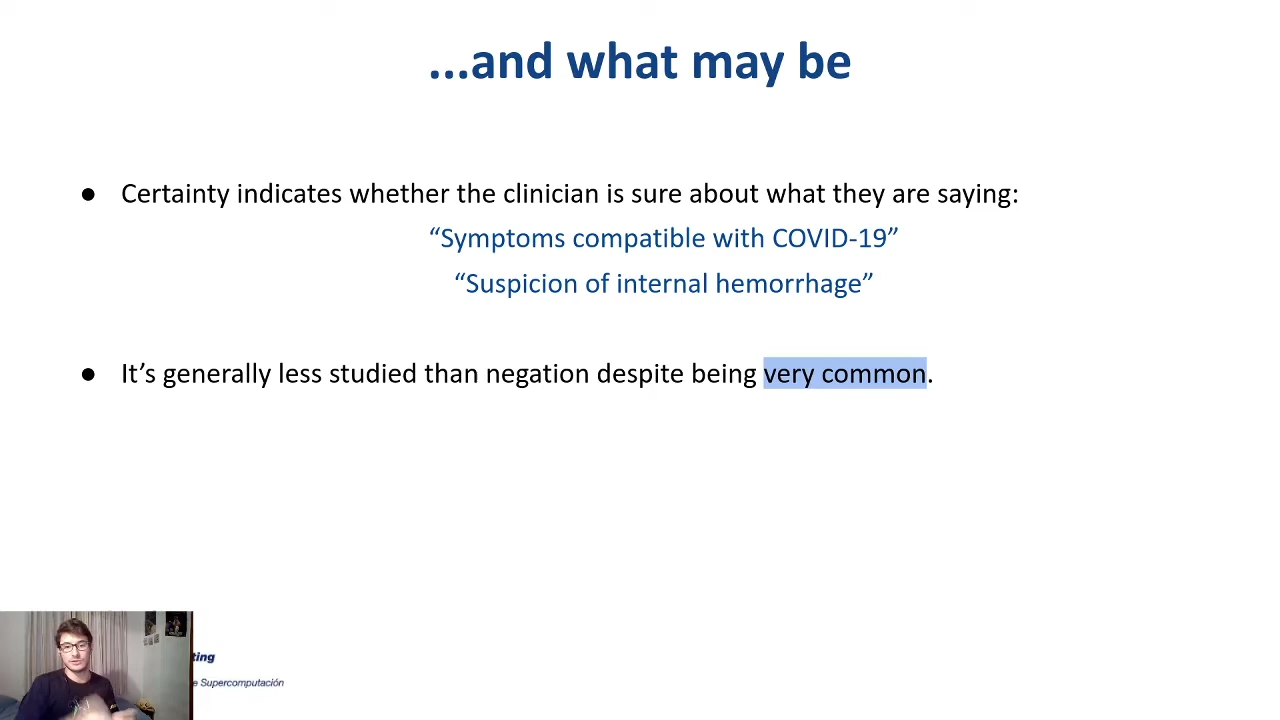 ...and what may be
● Certainty indicates whether the clinician is sure about what they are saying:
“Symptoms compatible with COVID-19”
“Suspicion of internal hemorrhage”
● It’s generally less studied than negation despite being very common.
ting
e Supercomputación